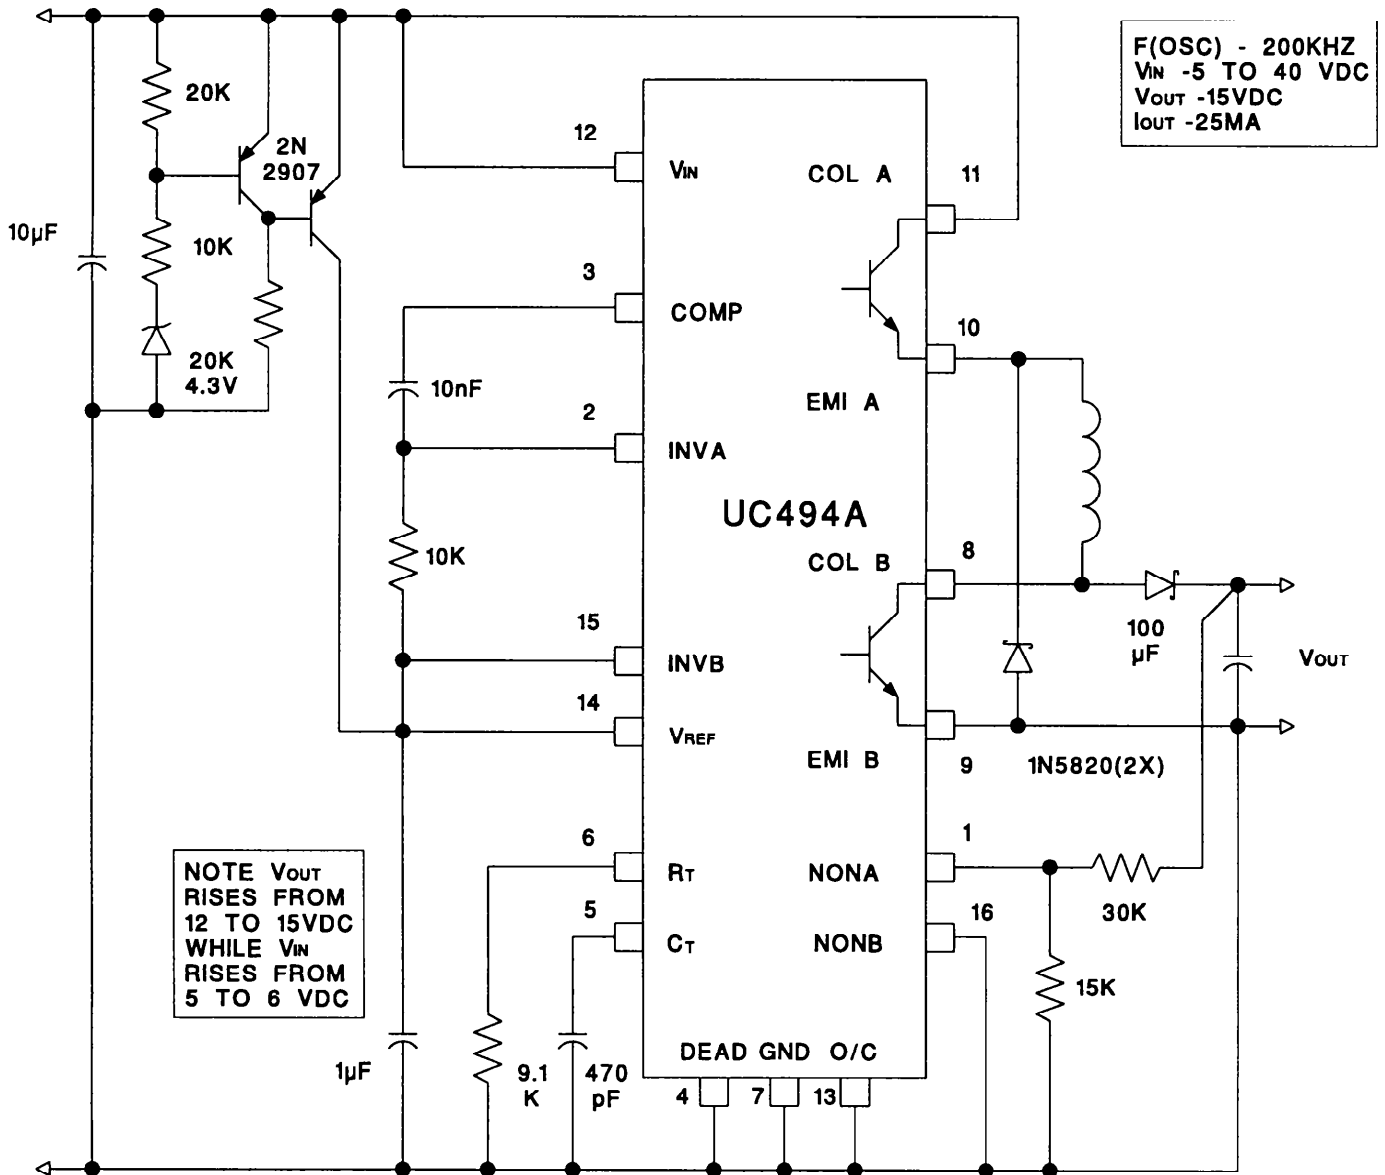 F(OSC) - 200KHZ
VIN -5 TO 40 VDC
VOUT -15VDC
IOUT -25MA
20K
2N
2907
10µF
10K
20K
4.3V
12
VIN
COL A
11
3
COMP
10
10nF
EMI A
2
INVA
UC494A
10K
COL B
8
15
INVB
100
µF
VOUT
14
VREF
EMI B
9
1N5820(2X)
6
RT
NONA
1
30K
5
CT
NONB
16
15K
NOTE VOUT
RISES FROM
12 TO 15VDC
WHILE VIN
RISES FROM
5 TO 6 VDC
1µF
9.1
K
470
pF
DEAD GND O/C
4
7
13